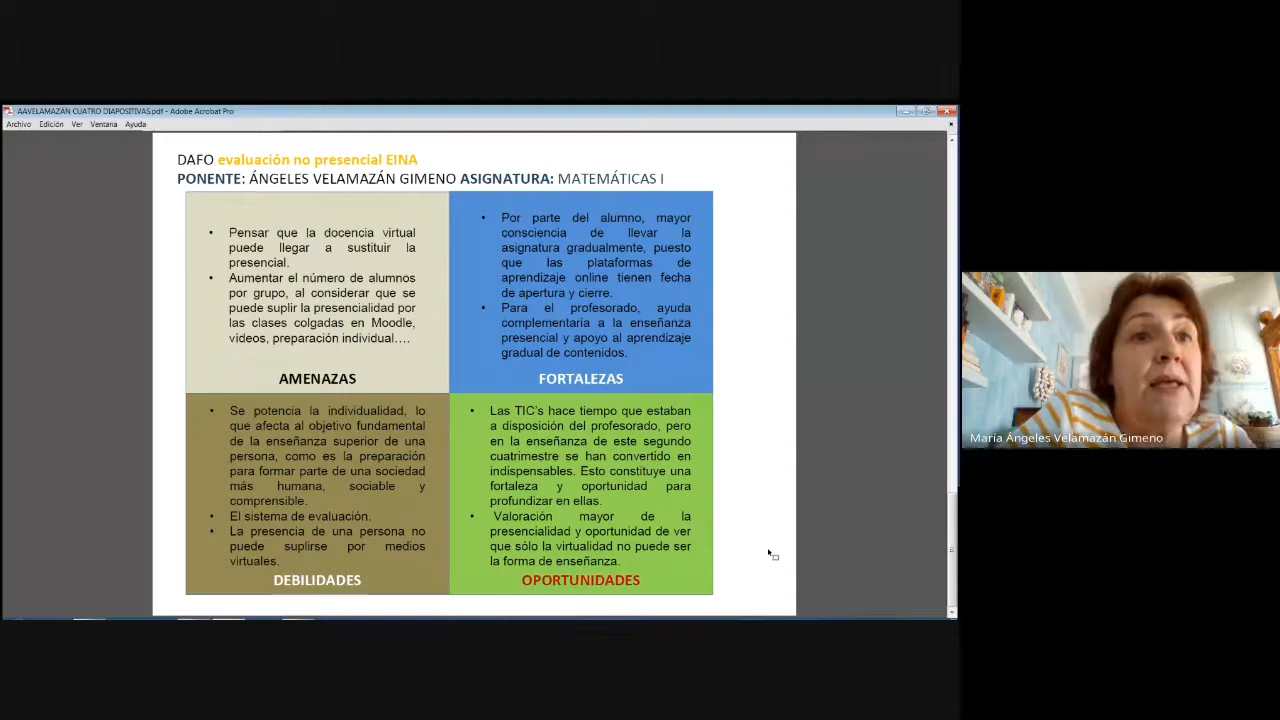 AAVELAMAZÁN CUATRO DIAPOSITIVAS.pdf - Adobe Acrobat Pro
Archivo Edición Ver Ventana Ayuda
DAFO evaluación no presencial EINA
PONENTE: ÁNGELES VELAMAZÁN GIMENO ASIGNATURA: MATEMÁTICAS I
• Pensar que la docencia virtual
puede llegar a sustituir la
presencial.
• Aumentar el número de alumnos
por grupo, al considerar que se
puede suplir la presencialidad por
las clases colgadas en Moodle,
vídeos, preparación individual….
AMENAZAS
• Por parte del alumno, mayor
consciencia de llevar la
asignatura gradualmente, puesto
que las plataformas de
aprendizaje online tienen fecha
de apertura y cierre.
• Para el profesorado, ayuda
complementaria a la enseñanza
presencial y apoyo al aprendizaje
gradual de contenidos.
FORTALEZAS
• Se potencia la individualidad, lo
que afecta al objetivo fundamental
de la enseñanza superior de una
persona, como es la preparación
para formar parte de una sociedad
más humana, sociable y
comprensible.
• El sistema de evaluación.
• La presencia de una persona no
puede suplirse por medios
virtuales.
DEBILIDADES
• Las TIC's hace tiempo que estaban
a disposición del profesorado, pero
en la enseñanza de este segundo
cuatrimestre se han convertido en
indispensables. Esto constituye una
fortaleza y oportunidad para
profundizar en ellas.
• Valoración mayor de la
presencialidad y oportunidad de ver
que sólo la virtualidad no puede ser
la forma de enseñanza.
OPORTUNIDADES
María Ángeles Velamazán Gimeno